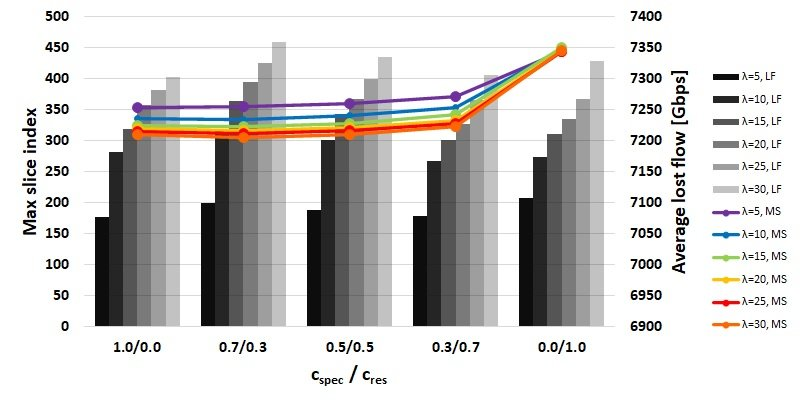 Max slice index
500
450
400
350
300
250
200
150
100
50
0
7400
7350
7300
7250
7200
7150
7100
7050
7000
6950
6900
Average lost flow [Gbps]
1.0/0.0 0.7/0.3 0.5/0.5 0.3/0.7 0.0/1.0
cspec / cres
λ=5, LF
λ=10, LF
λ=15, LF
λ=20, LF
λ=25, LF
λ=30, LF
λ=5, MS
λ=10, MS
λ=15, MS
λ=20, MS
λ=25, MS
λ=30, MS